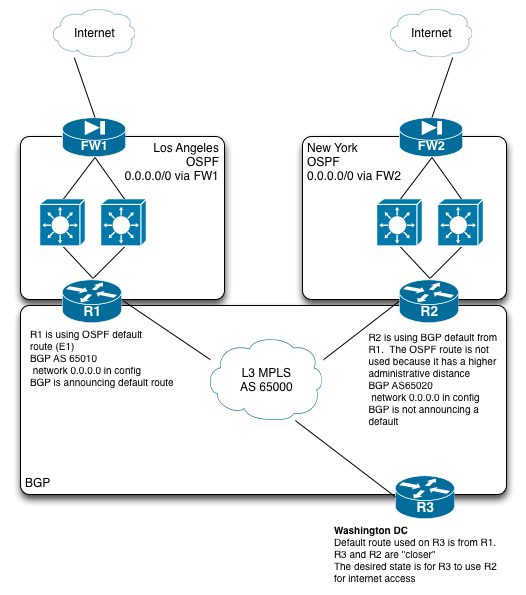 Internet
Internet
FW1
FW2
Los Angeles
OSPF
0.0.0.0/0 via FW1
New York
OSPF
0.0.0.0/0 via FW2
R1
R2
R1 is using OSPF default
route (E1)
BGP AS 65010
network 0.0.0.0 in config
BGP is announcing default route
R2 is using BGP default from
R1. The OSPF route is not
used because it has a higher
administrative distance
BGP AS65020
network 0.0.0.0 in config
BGP is not announcing a
default
L3 MPLS
AS 65000
BGP
R3
Washington DC
Default route used on R3 is from R1.
R3 and R2 are "closer"
The desired state is for R3 to use R2
for internet access